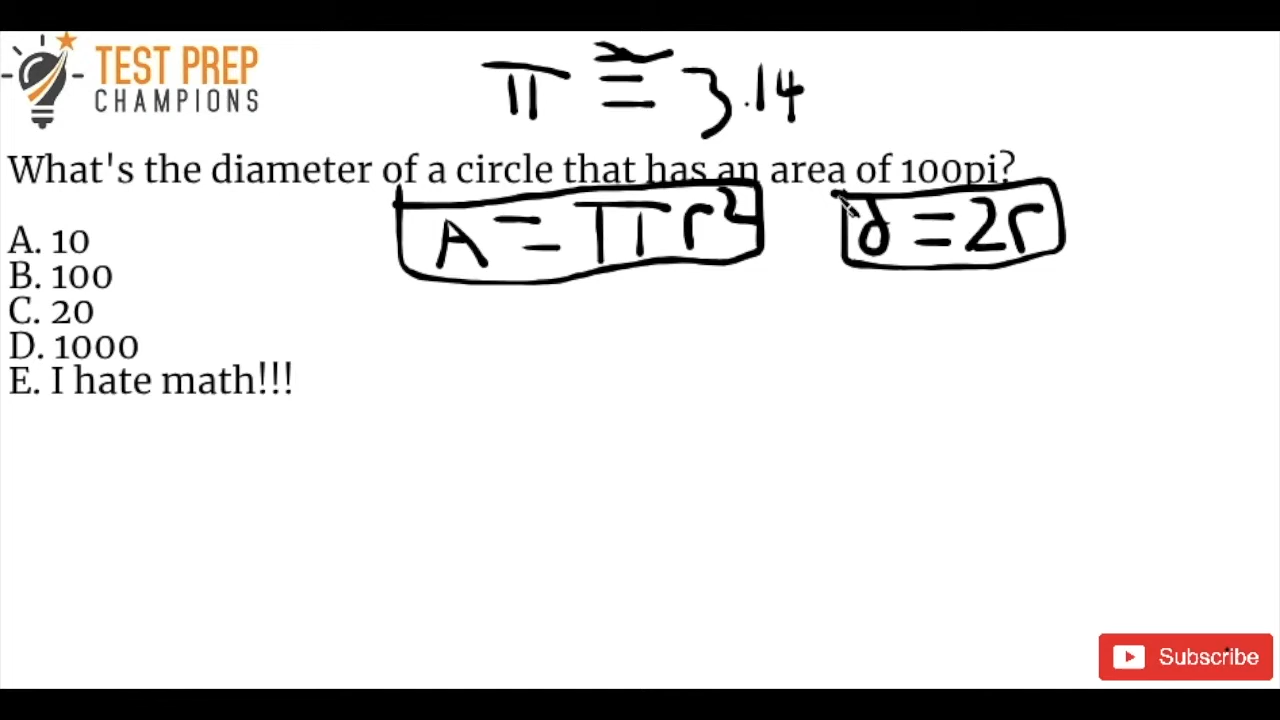 TEST PREP
CHAMPIONS
π ≅ 3.14
What's the diameter of a circle that has an area of 100pi?
A = πr²
d = 2r
A. 10
B. 100
C. 20
D. 1000
E. I hate math!!!
Subscribe